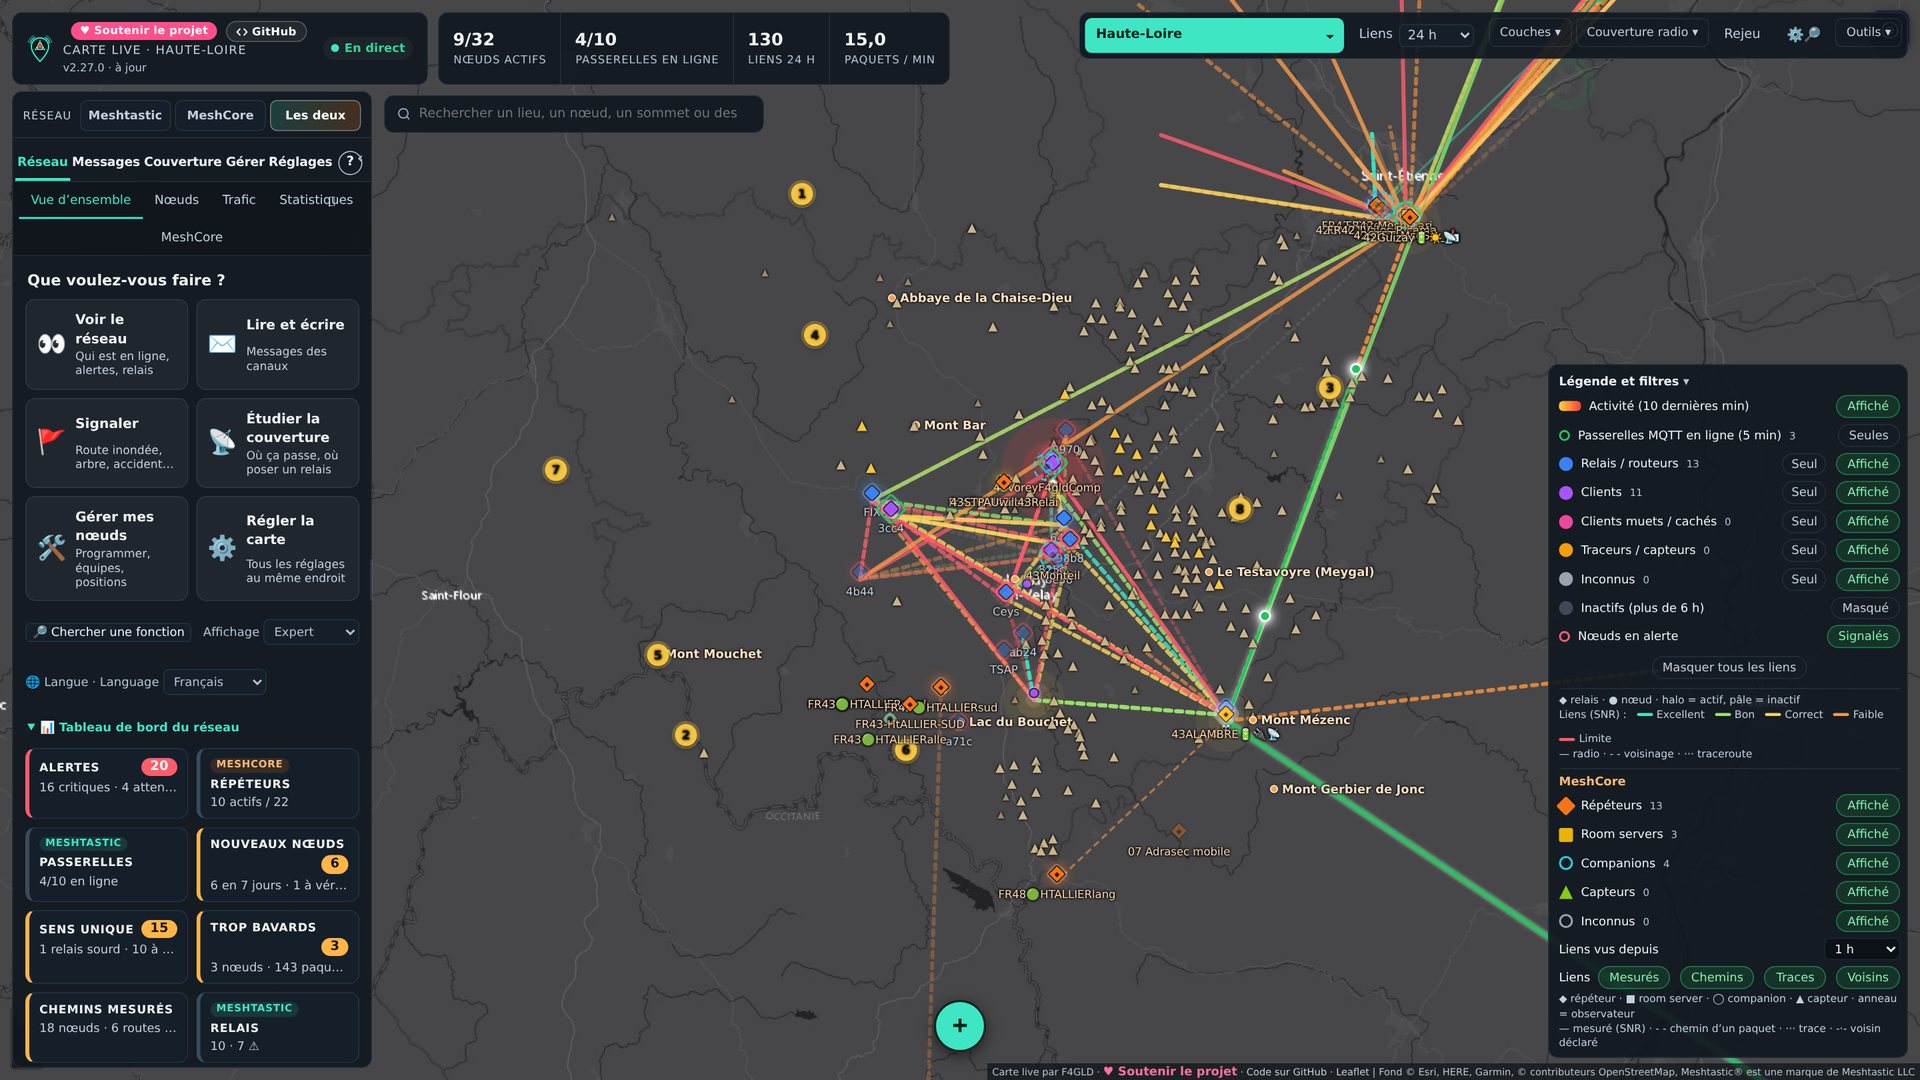 ♥ Soutenir le projet
<> GitHub
CARTE LIVE · HAUTE-LOIRE
v2.27.0 · à jour
En direct
9/32
NŒUDS ACTIFS
4/10
PASSERELLES EN LIGNE
130
LIENS 24 H
15,0
PAQUETS / MIN
Haute-Loire
Liens
24 h
Couches ▾
Couverture radio ▾
Rejeu
Outils ▾
RÉSEAU
Meshtastic
MeshCore
Les deux
Rechercher un lieu, un nœud, un sommet ou des
Réseau
Messages
Couverture
Gérer
Réglages
?
Vue d’ensemble
Nœuds
Trafic
Statistiques
MeshCore
Que voulez-vous faire ?
Voir le réseau
Qui est en ligne, alertes, relais
Lire et écrire
Messages des canaux
Signaler
Route inondée, arbre, accident…
Étudier la couverture
Où ça passe, où poser un relais
Gérer mes nœuds
Programmer, équipes, positions
Régler la carte
Tous les réglages au même endroit
Chercher une fonction
Affichage
Expert
Langue · Language
Français
▼ Tableau de bord du réseau
ALERTES
20
16 critiques · 4 atten…
MESHCORE
RÉPÉTEURS
10 actifs / 22
MESHTASTIC
PASSERELLES
4/10 en ligne
NOUVEAUX NŒUDS
6
6 en 7 jours · 1 à vér…
SENS UNIQUE
15
1 relais sourd · 10 à …
TROP BAVARDS
3
3 nœuds · 143 paqu…
CHEMINS MESURÉS
18 nœuds · 6 routes …
MESHTASTIC
RELAIS
10 · 7 ⚠
1
4
3
7
8
5
2
6
Abbaye de la Chaise-Dieu
Mont Bar
Saint-Flour
Mont Mouchet
Le Testavoyre (Meygal)
Lac du Bouchet
Mont Mézenc
43ALAMBRE
Mont Gerbier de Jonc
OCCITANIE
07 Adrasec mobile
FR48 HTALLIERlang
FR43-HtALLIER-SUD
HTALLIERsud
HTALLIERalle
a71c
3cc4
4b44
Ceys
ab24
TSAP
43Monteil
Légende et filtres ▾
Activité (10 dernières min)
Affiché
Passerelles MQTT en ligne (5 min) 3
Seules
Relais / routeurs 13
Seul
Affiché
Clients 11
Seul
Affiché
Clients muets / cachés 0
Seul
Affiché
Traceurs / capteurs 0
Seul
Affiché
Inconnus 0
Seul
Affiché
Inactifs (plus de 6 h)
Masqué
Nœuds en alerte
Signalés
Masquer tous les liens
◆ relais · ● nœud · halo = actif, pâle = inactif
Liens (SNR) : Excellent Bon Correct Faible
Limite
— radio · - - voisinage · ··· traceroute
MeshCore
Répéteurs 13
Affiché
Room servers 3
Affiché
Companions 4
Affiché
Capteurs 0
Affiché
Inconnus 0
Affiché
Liens vus depuis
1 h
Liens
Mesurés
Chemins
Traces
Voisins
◆ répéteur · ■ room server · ◯ companion · ▲ capteur · anneau
= observateur
— mesuré (SNR) · - - chemin d’un paquet · ··· trace · -·- voisin
déclaré
+
Carte live par F4GLD · ♥ Soutenir le projet · Code sur GitHub · Leaflet | Fond © Esri, HERE, Garmin, © contributeurs OpenStreetMap, Meshtastic® est une marque de Meshtastic LLC